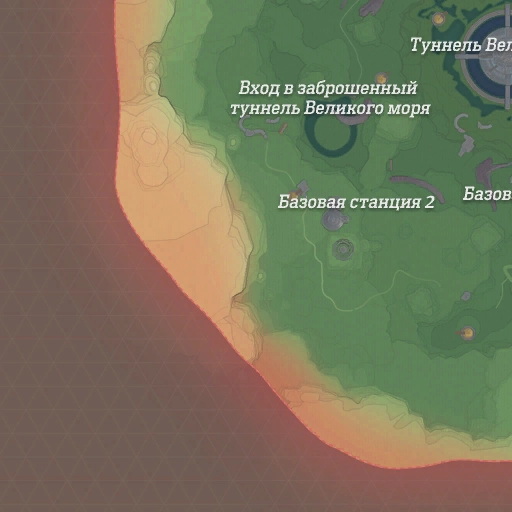 Туннель Вел
Вход в заброшенный
туннель Великого моря
Базов
Базовая станция 2